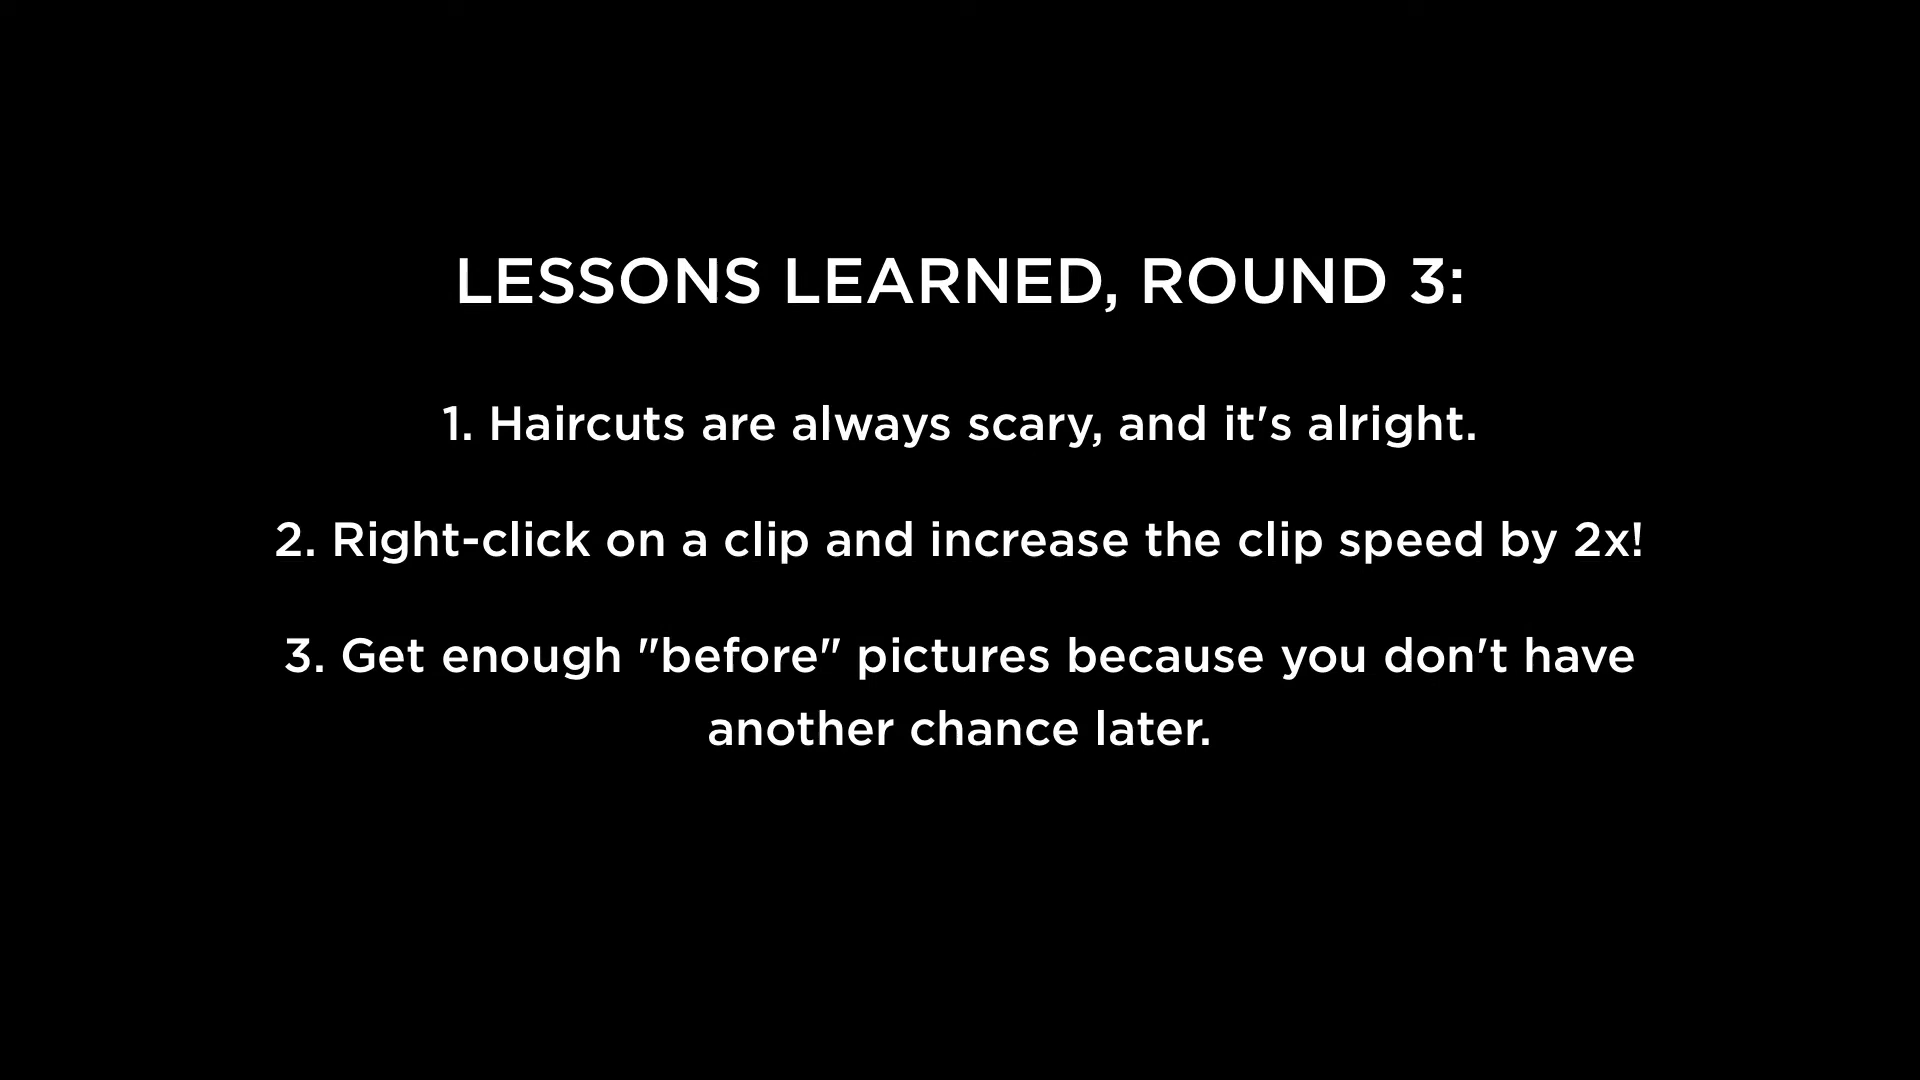 LESSONS LEARNED, ROUND 3:
1. Haircuts are always scary, and it's alright.
2. Right-click on a clip and increase the clip speed by 2x!
3. Get enough "before" pictures because you don't have
another chance later.